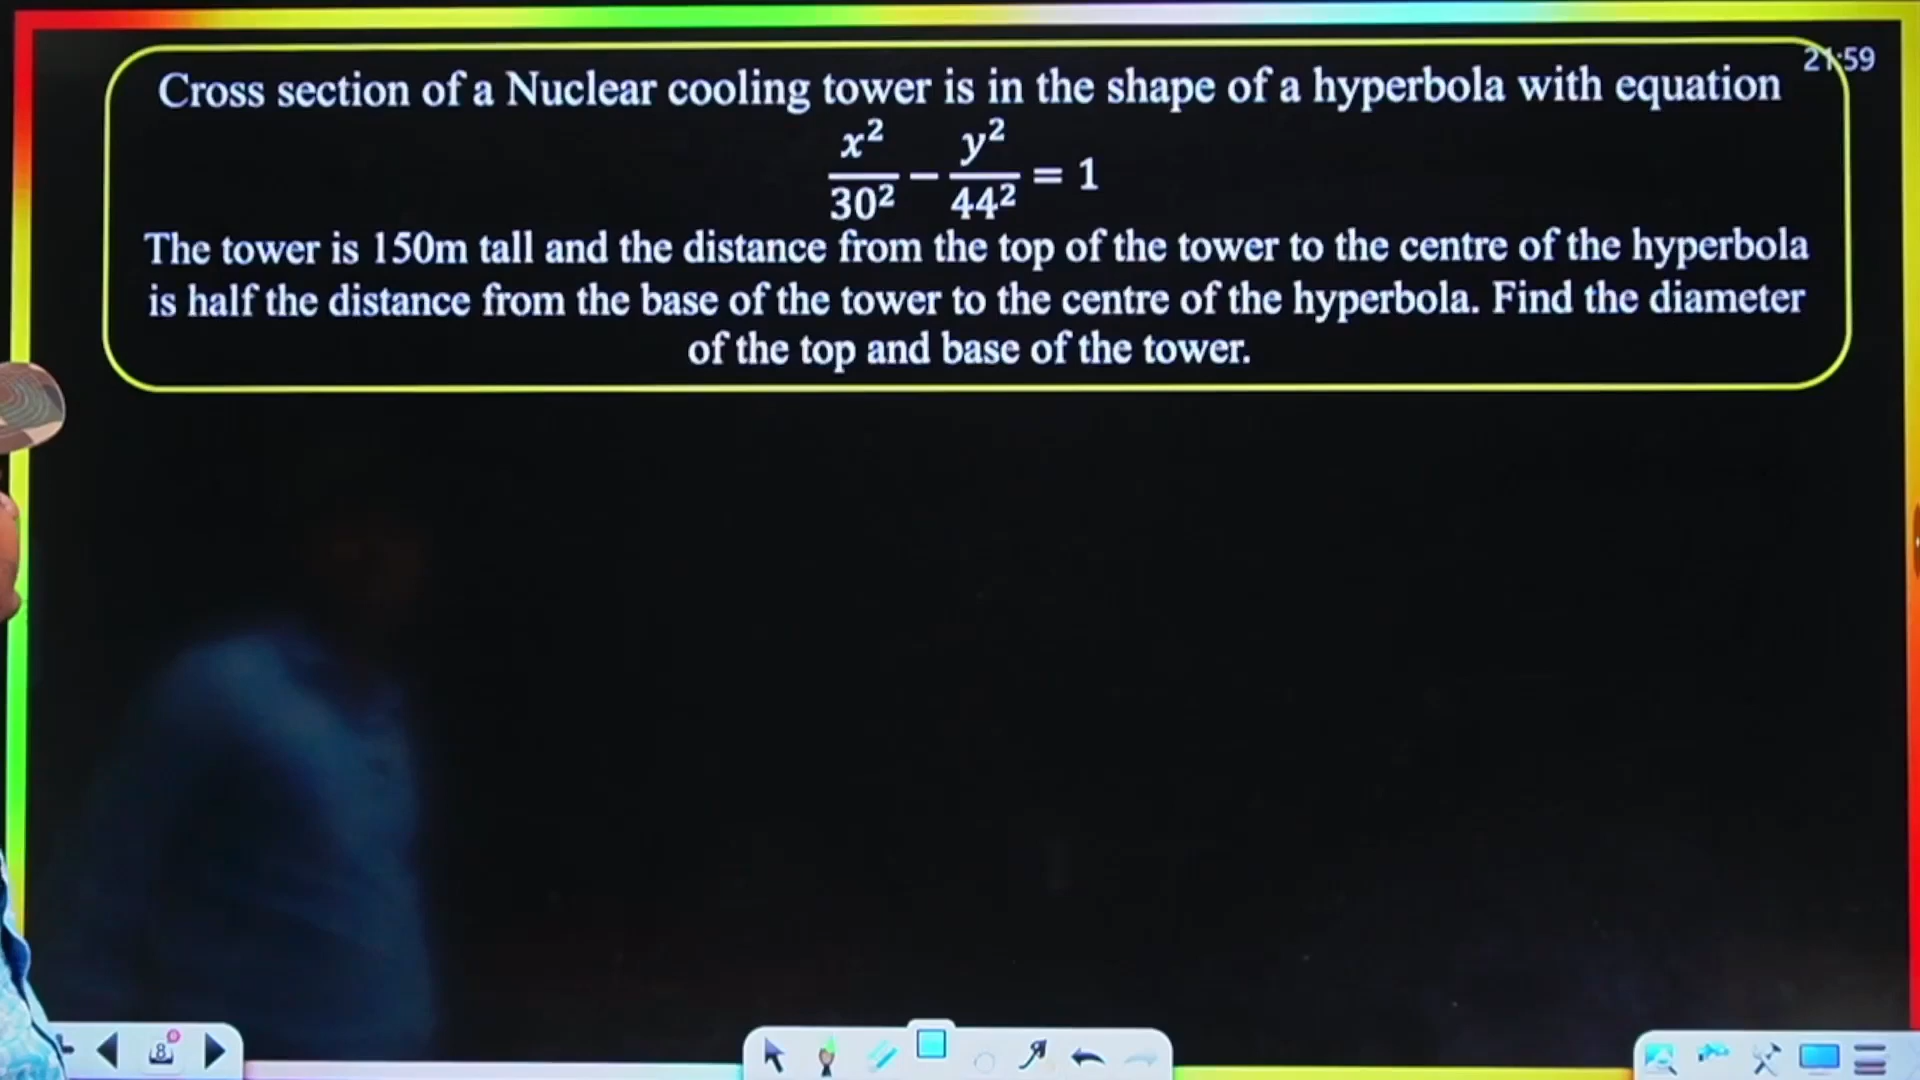 21:59
Cross section of a Nuclear cooling tower is in the shape of a hyperbola with equation
x²/30² − y²/44² = 1
The tower is 150m tall and the distance from the top of the tower to the centre of the hyperbola
is half the distance from the base of the tower to the centre of the hyperbola. Find the diameter
of the top and base of the tower.
8